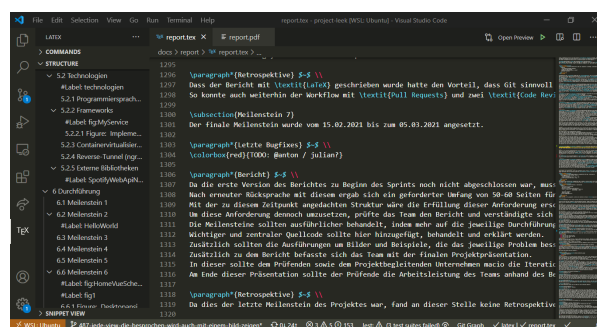 File Edit Selection View Go Run Terminal Help
report.tex - project-leek [WSL: Ubuntu] - Visual Studio Code
LATEX
report.tex
report.pdf
Open Preview
COMMANDS
docs > report > report.tex > ...
STRUCTURE
5.2 Technologien
#Label: technologien
5.2.1 Programmiersprach...
5.2.2 Frameworks
#Label: fig:MyService
5.2.2.1 Figure: Impleme...
5.2.3 Containervirtualisier...
5.2.4 Reverse-Tunnel (ngr...
5.2.5 Externe Bibliotheken
#Label: SpotifyWebApiN...
6 Durchführung
6.1 Meilenstein 1
6.2 Meilenstein 2
#Label: HelloWorld
6.3 Meilenstein 3
6.4 Meilenstein 4
6.5 Meilenstein 5
6.6 Meilenstein 6
#Label: fig:HomeVueSche...
#Label: fig1
6.6.1 Figure: Desktopansi
SNIPPET VIEW
1295
1296 \paragraph*{Retrospektive} $~$ \\
1297 Dass der Bericht mit \textit{LaTeX} geschrieben wurde hatte den Vorteil, dass Git sinnvoll
1298 So konnte auch weiterhin der Workflow mit \textit{Pull Requests} und zwei \textit{Code Revi
1299
1300 \subsection{Meilenstein 7}
1301 Der finale Meilenstein wurde vom 15.02.2021 bis zum 05.03.2021 angesetzt.
1302
1303 \paragraph*{Letzte Bugfixes} $~$ \\
1304 \colorbox{red}{TODO: @anton / julian?}
1305
1306 \paragraph*{Bericht} $~$ \\
1307 Da die erste Version des Berichtes zu Beginn des Sprints noch nicht abgeschlossen war, muss
1308 Nach erneuter Rücksprache mit diesem ergab sich ein geforderter Umfang von 50-60 Seiten für
1309 Mit der zu diesem Zeitpunkt angedachten Struktur wäre die Erfüllung dieser Anforderung ers
1310 Um diese Anforderung dennoch umzusetzen, prüfte das Team den Bericht und verständigte sich
1311 Die Meilensteine sollten ausführlicher behandelt, indem mehr auf die jeweilige Durchführung
1312 Wichtiger und zentraler Quellcode sollte hier hinzugefügt, behandelt und erklärt werden.
1313 Zusätzlich sollten die Ausführungen um Bilder und Beispiele, die das jeweilige Problem bes
1314 Zusätzlich zu dem Bericht befasste sich das Team mit der finalen Projektpräsentation.
1315 In dieser sollte dem Prüfenden sowie dem Projektbegleitenden Unternehmen macio die Iteratio
1316 Am Ende dieser Präsentation sollte der Prüfende die Arbeitsleistung des Teams anhand des Be
1317
1318 \paragraph*{Retrospektive} $~$ \\
1319 Da dies der letzte Meilenstein des Projektes war, fand an dieser Stelle keine Retrospektive
1320
WSL: Ubuntu